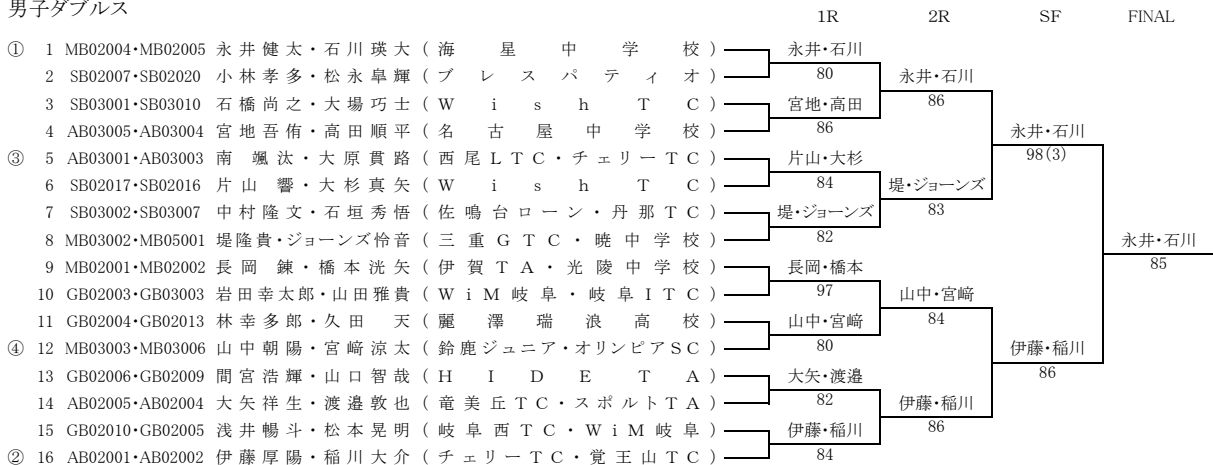 男子ダブルス
1R 2R SF FINAL
① 1 MB02004・MB02005 永井健太・石川瑛大 (海星中学校)
2 SB02007・SB02020 小林孝多・松永阜輝 (ブレスパティオ)
3 SB03001・SB03010 石橋尚之・大場巧士 (WishTC)
4 AB03005・AB03004 宮地吾侑・高田順平 (名古屋中学校)
③ 5 AB03001・AB03003 南 颯汰・大原貫路 (西尾LTC・チェリーTC)
6 SB02017・SB02016 片山 響・大杉真矢 (WishTC)
7 SB03002・SB03007 中村隆文・石垣秀悟 (佐鳴台ローン・丹那TC)
8 MB03002・MB05001 堤隆貴・ジョーンズ怜音 (三重GTC・暁中学校)
9 MB02001・MB02002 長岡 錬・橋本洸矢 (伊賀TA・光陵中学校)
10 GB02003・GB03003 岩田幸太郎・山田雅貴 (WiM岐阜・岐阜ITC)
11 GB02004・GB02013 林幸多郎・久田 天 (麗澤瑞浪高校)
④ 12 MB03003・MB03006 山中朝陽・宮﨑涼太 (鈴鹿ジュニア・オリンピアSC)
13 GB02006・GB02009 間宮浩輝・山口智哉 (HIDETA)
14 AB02005・AB02004 大矢祥生・渡邉敦也 (竜美丘TC・スポルトTA)
15 GB02010・GB02005 浅井暢斗・松本晃明 (岐阜西TC・WiM岐阜)
② 16 AB02001・AB02002 伊藤厚陽・稲川大介 (チェリーTC・覚王山TC)
永井・石川
80
宮地・高田
86
片山・大杉
84
堤・ジョーンズ
82
長岡・橋本
97
山中・宮﨑
80
大矢・渡邉
82
伊藤・稲川
84
永井・石川
86
堤・ジョーンズ
83
山中・宮﨑
84
伊藤・稲川
86
永井・石川
98(3)
伊藤・稲川
86
永井・石川
85